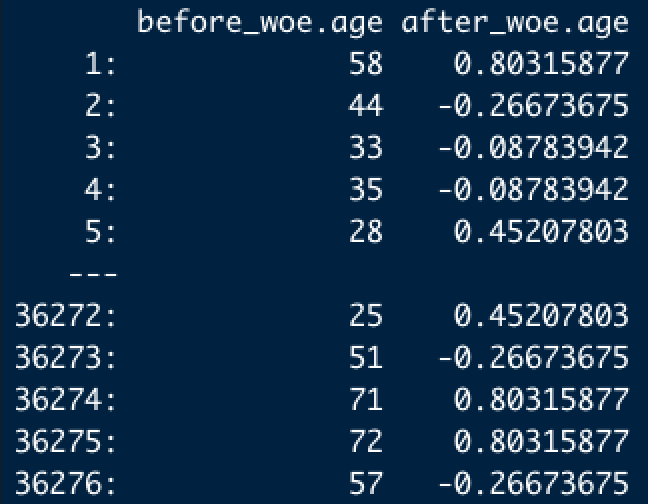 before_woe.age after_woe.age
1: 58 0.80315877
2: 44 -0.26673675
3: 33 -0.08783942
4: 35 -0.08783942
5: 28 0.45207803
---
36272: 25 0.45207803
36273: 51 -0.26673675
36274: 71 0.80315877
36275: 72 0.80315877
36276: 57 -0.26673675